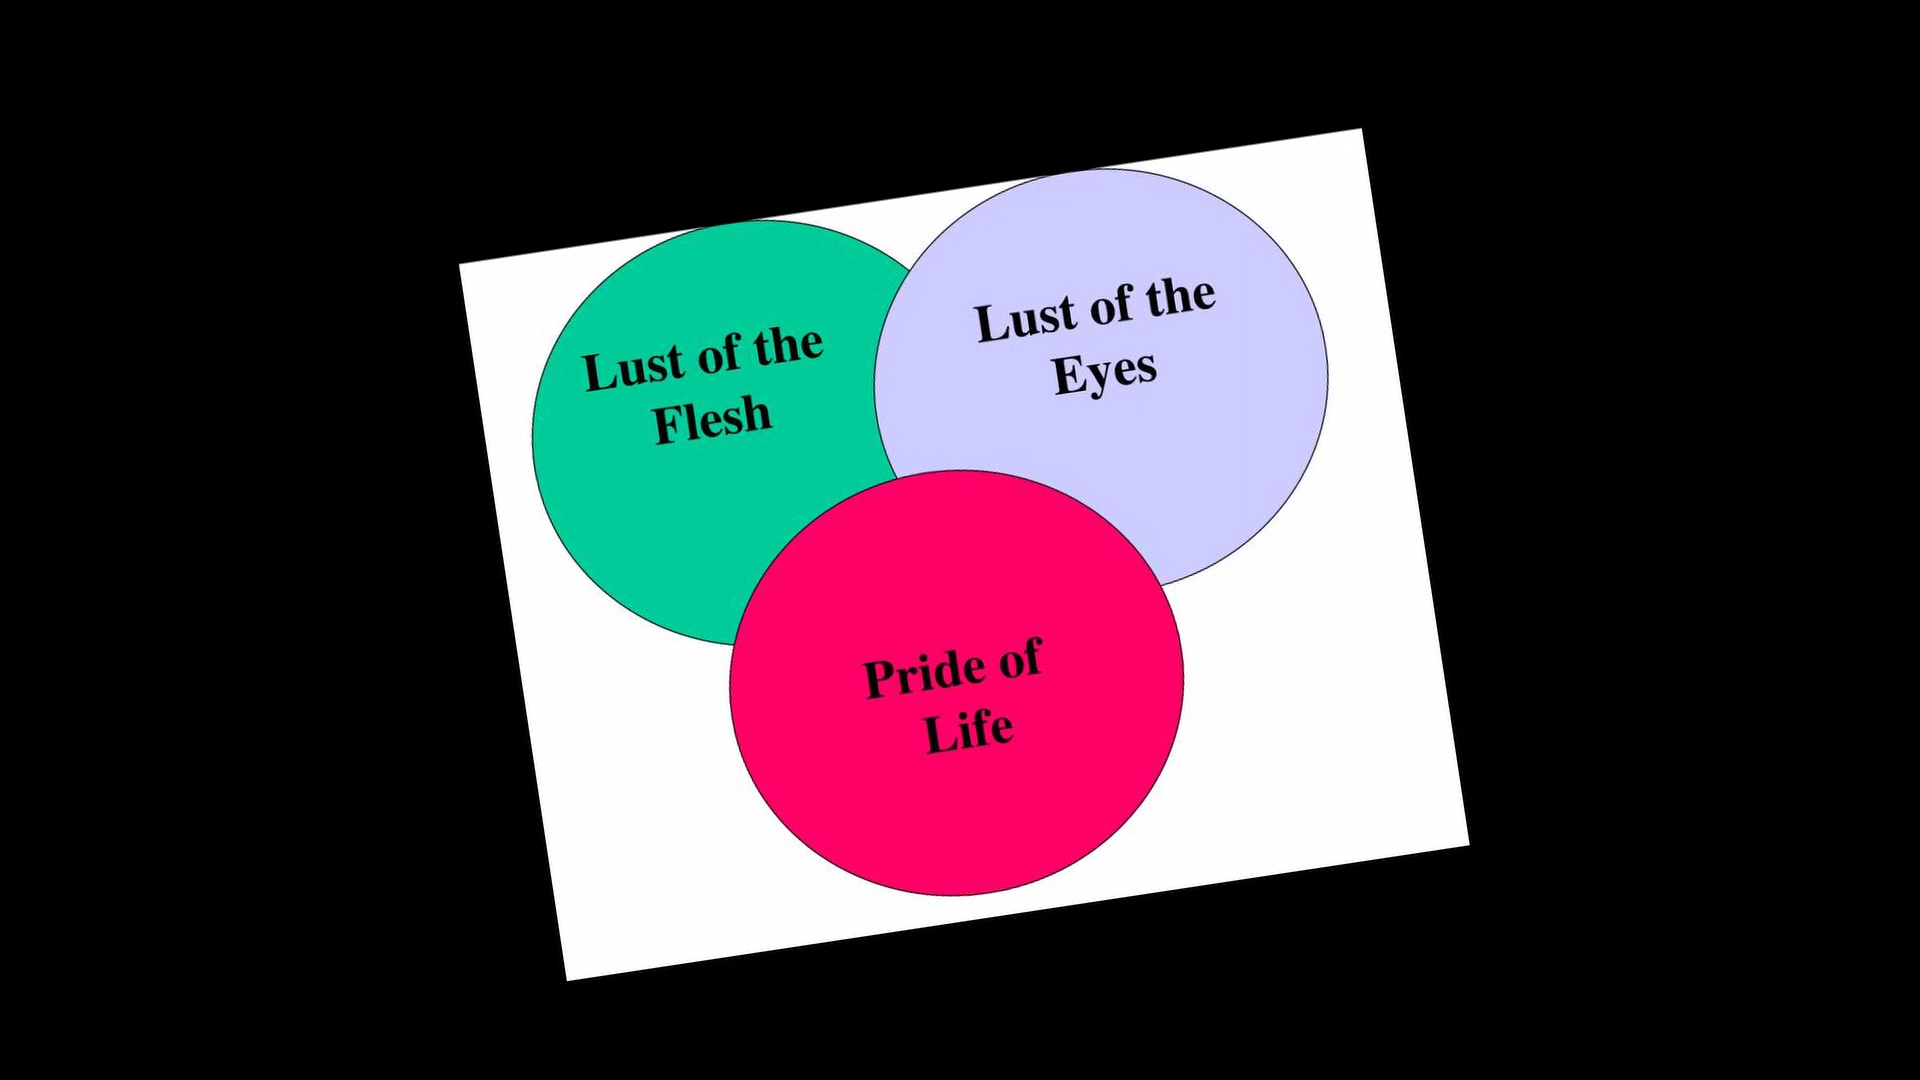 Lust of the
Flesh
Lust of the
Eyes
Pride of
Life